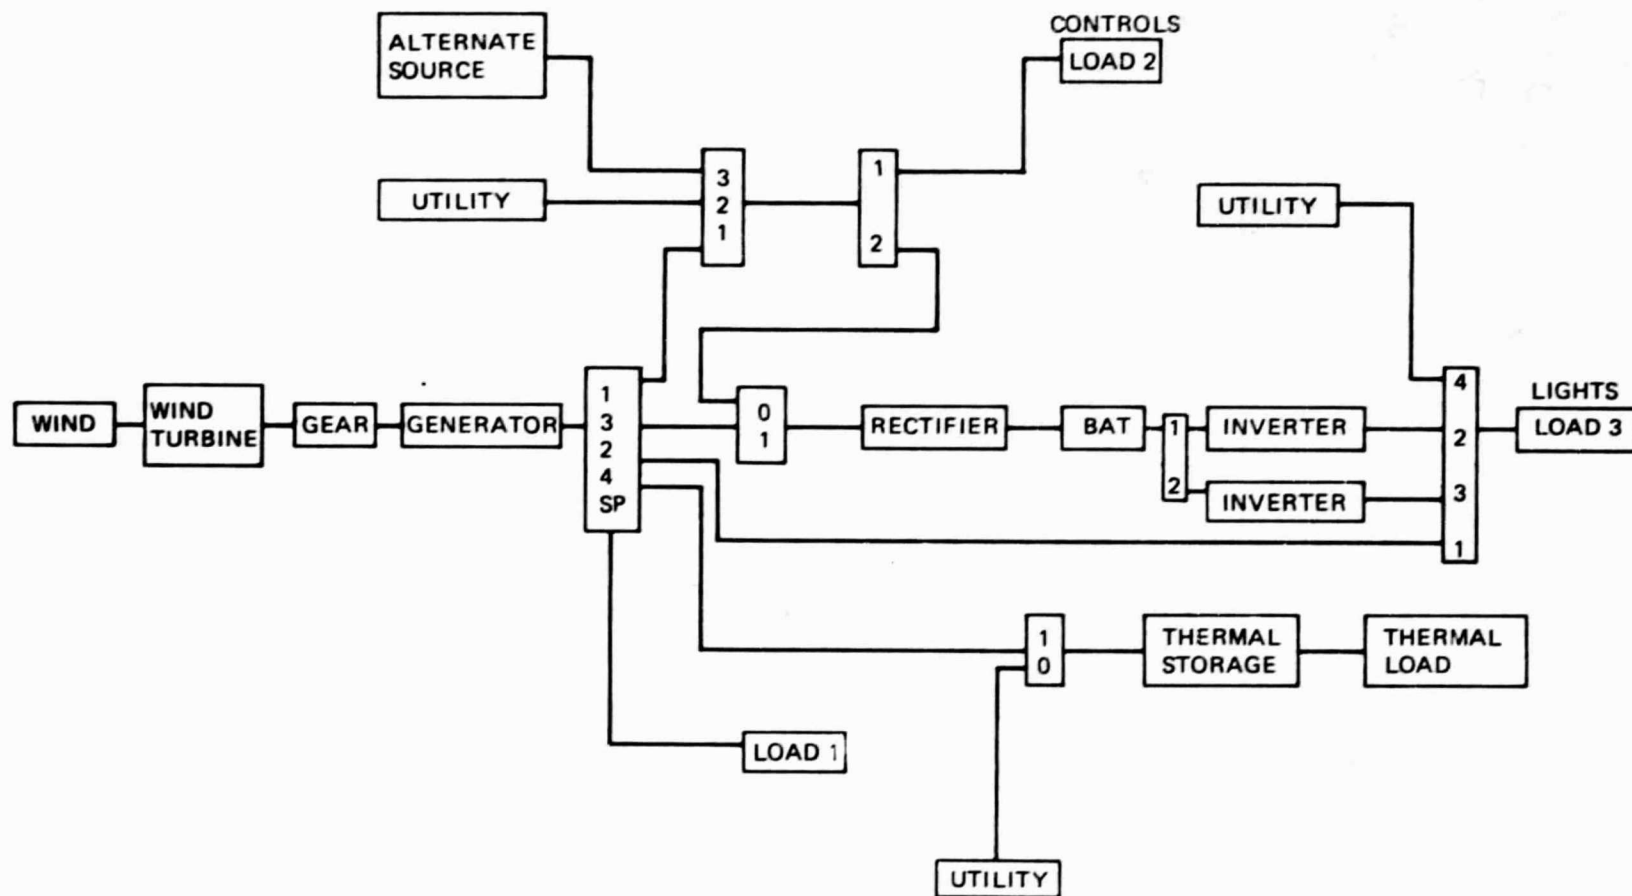 ALTERNATE
SOURCE
CONTROLS
LOAD 2
UTILITY
3
2
1
1
2
UTILITY
WIND
WIND
TURBINE
GEAR
GENERATOR
1
3
2
4
SP
0
1
RECTIFIER
BAT
1
2
INVERTER
INVERTER
4
2
3
1
LIGHTS
LOAD 3
1
0
THERMAL
STORAGE
THERMAL
LOAD
LOAD 1
UTILITY